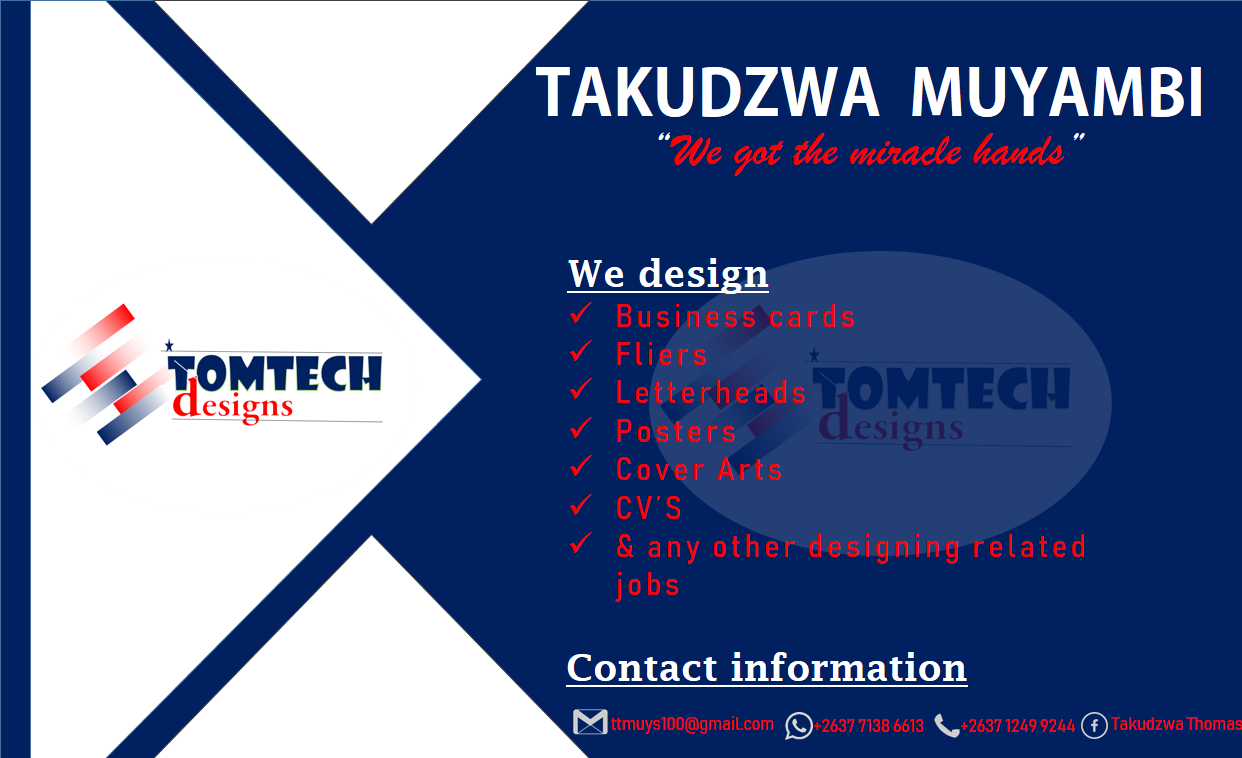 TAKUDZWA MUYAMBI
“We got the miracle hands”
TOMTECH
designs
We design
✓ Business cards
✓ Fliers
✓ Letterheads
✓ Posters
✓ Cover Arts
✓ CV’S
✓ & any other designing related
jobs
TOMTECH
designs
Contact information
ttmuys100@gmail.com +2637 7138 6613 +2637 1249 9244 Takudzwa Thomas